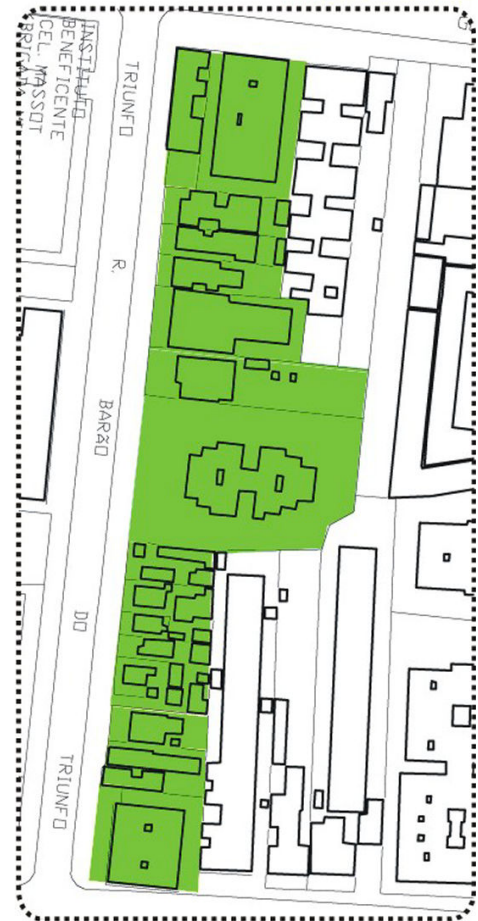 INSTITUTO
BENEFICENTE
CEL. MASSOT
TRIUNFO
R.
BARÃO
DO
TRIUNFO